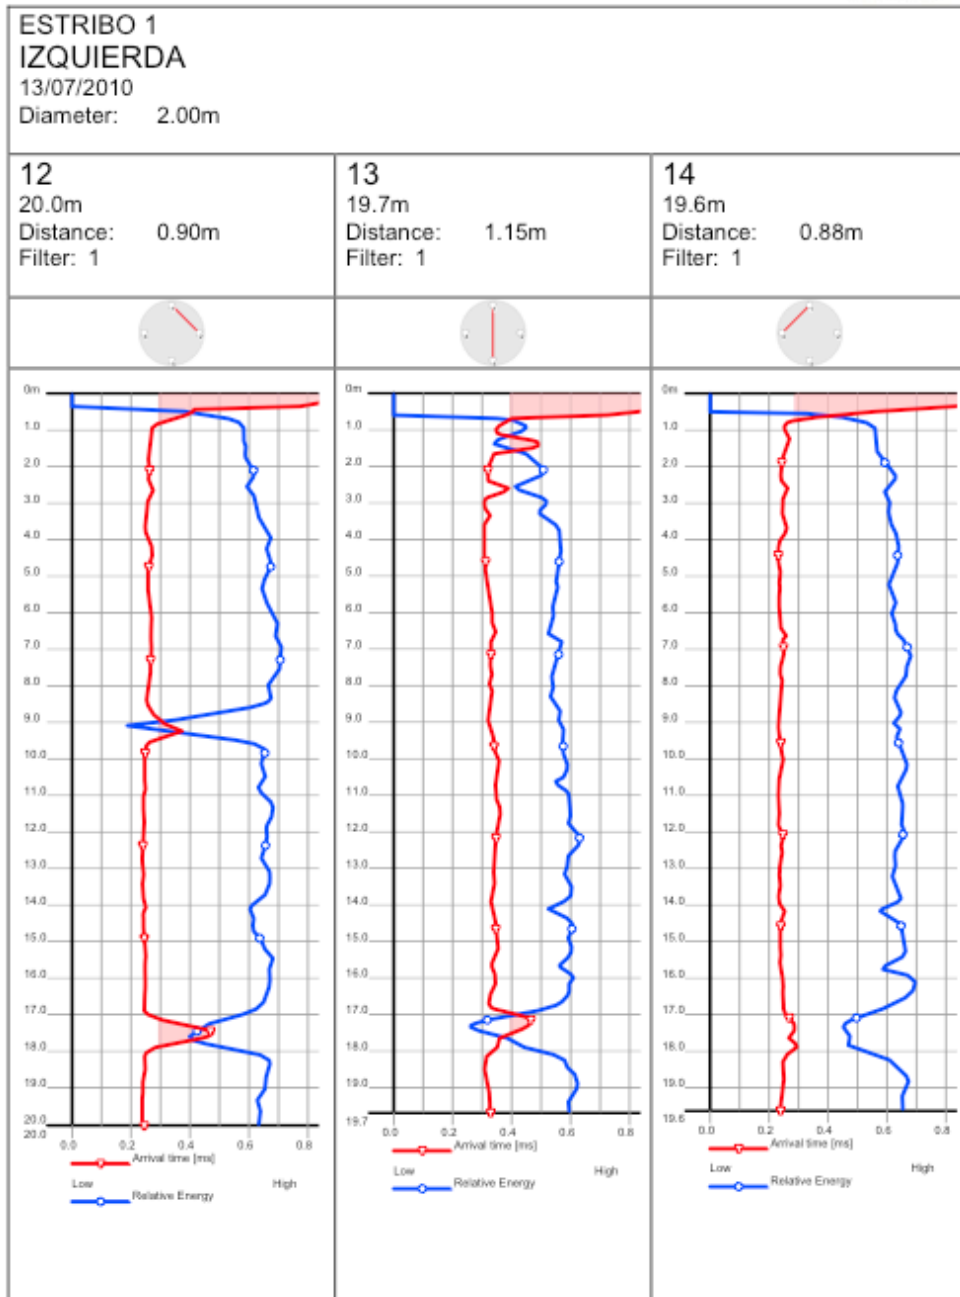 ESTRIBO 1
IZQUIERDA
13/07/2010
Diameter: 2.00m
12
20.0m
Distance: 0.90m
Filter: 1
13
19.7m
Distance: 1.15m
Filter: 1
14
19.6m
Distance: 0.88m
Filter: 1
0m
1.0
2.0
3.0
4.0
5.0
6.0
7.0
8.0
9.0
10.0
11.0
12.0
13.0
14.0
15.0
16.0
17.0
18.0
19.0
20.0
20.0
0.0 0.2 0.4 0.6 0.8
Arrival time [ms]
Low High
Relative Energy
0m
1.0
2.0
3.0
4.0
5.0
6.0
7.0
8.0
9.0
10.0
11.0
12.0
13.0
14.0
15.0
16.0
17.0
18.0
19.0
19.7
0.0 0.2 0.4 0.6 0.8
Arrival time [ms]
Low High
Relative Energy
0m
1.0
2.0
3.0
4.0
5.0
6.0
7.0
8.0
9.0
10.0
11.0
12.0
13.0
14.0
15.0
16.0
17.0
18.0
19.0
19.6
0.0 0.2 0.4 0.6 0.8
Arrival time [ms]
Low High
Relative Energy